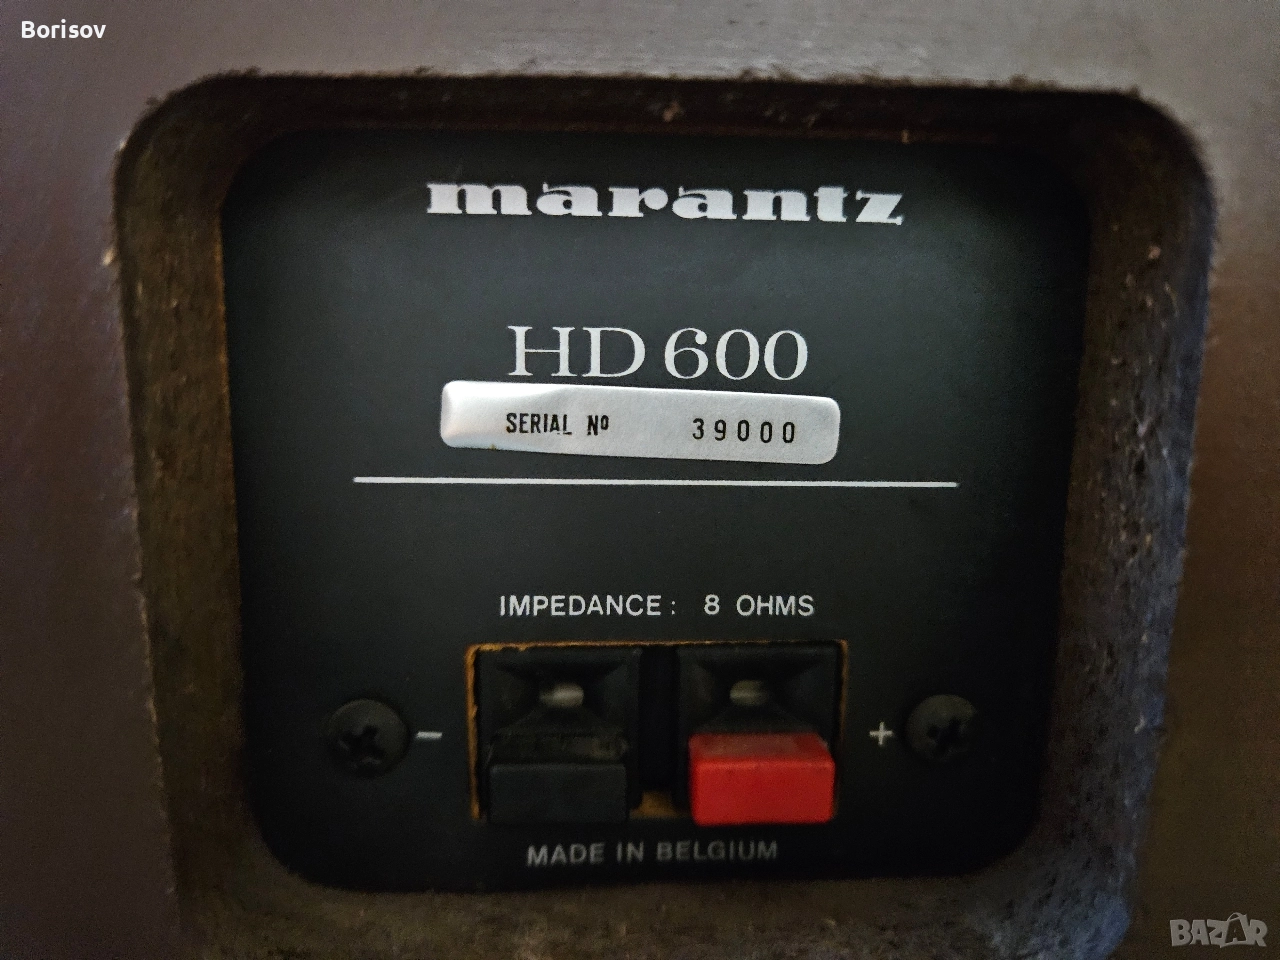 Borisov
marantz
HD 600
SERIAL Nº 39000
IMPEDANCE: 8 OHMS
- +
MADE IN BELGIUM
BAZAR